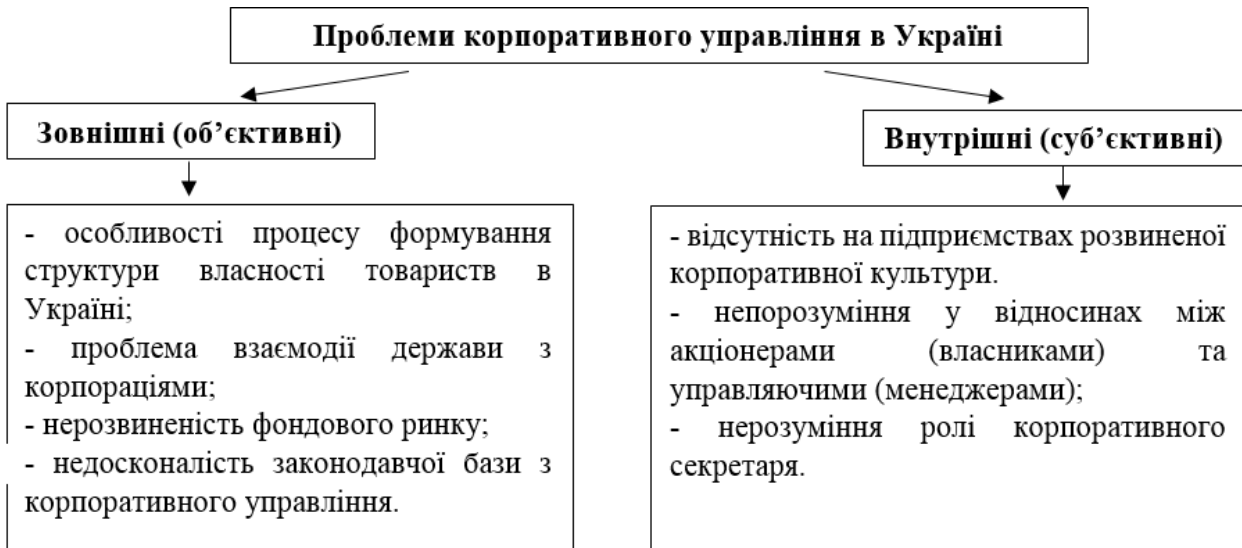 Проблеми корпоративного управління в Україні
Зовнішні (об’єктивні)
- особливості процесу формування
структури власності товариств в
Україні;
- проблема взаємодії держави з
корпораціями;
- нерозвиненість фондового ринку;
- недосконалість законодавчої бази з
корпоративного управління.
Внутрішні (суб’єктивні)
- відсутність на підприємствах розвиненої
корпоративної культури.
- непорозуміння у відносинах між
акціонерами (власниками) та
управляючими (менеджерами);
- нерозуміння ролі корпоративного
секретаря.